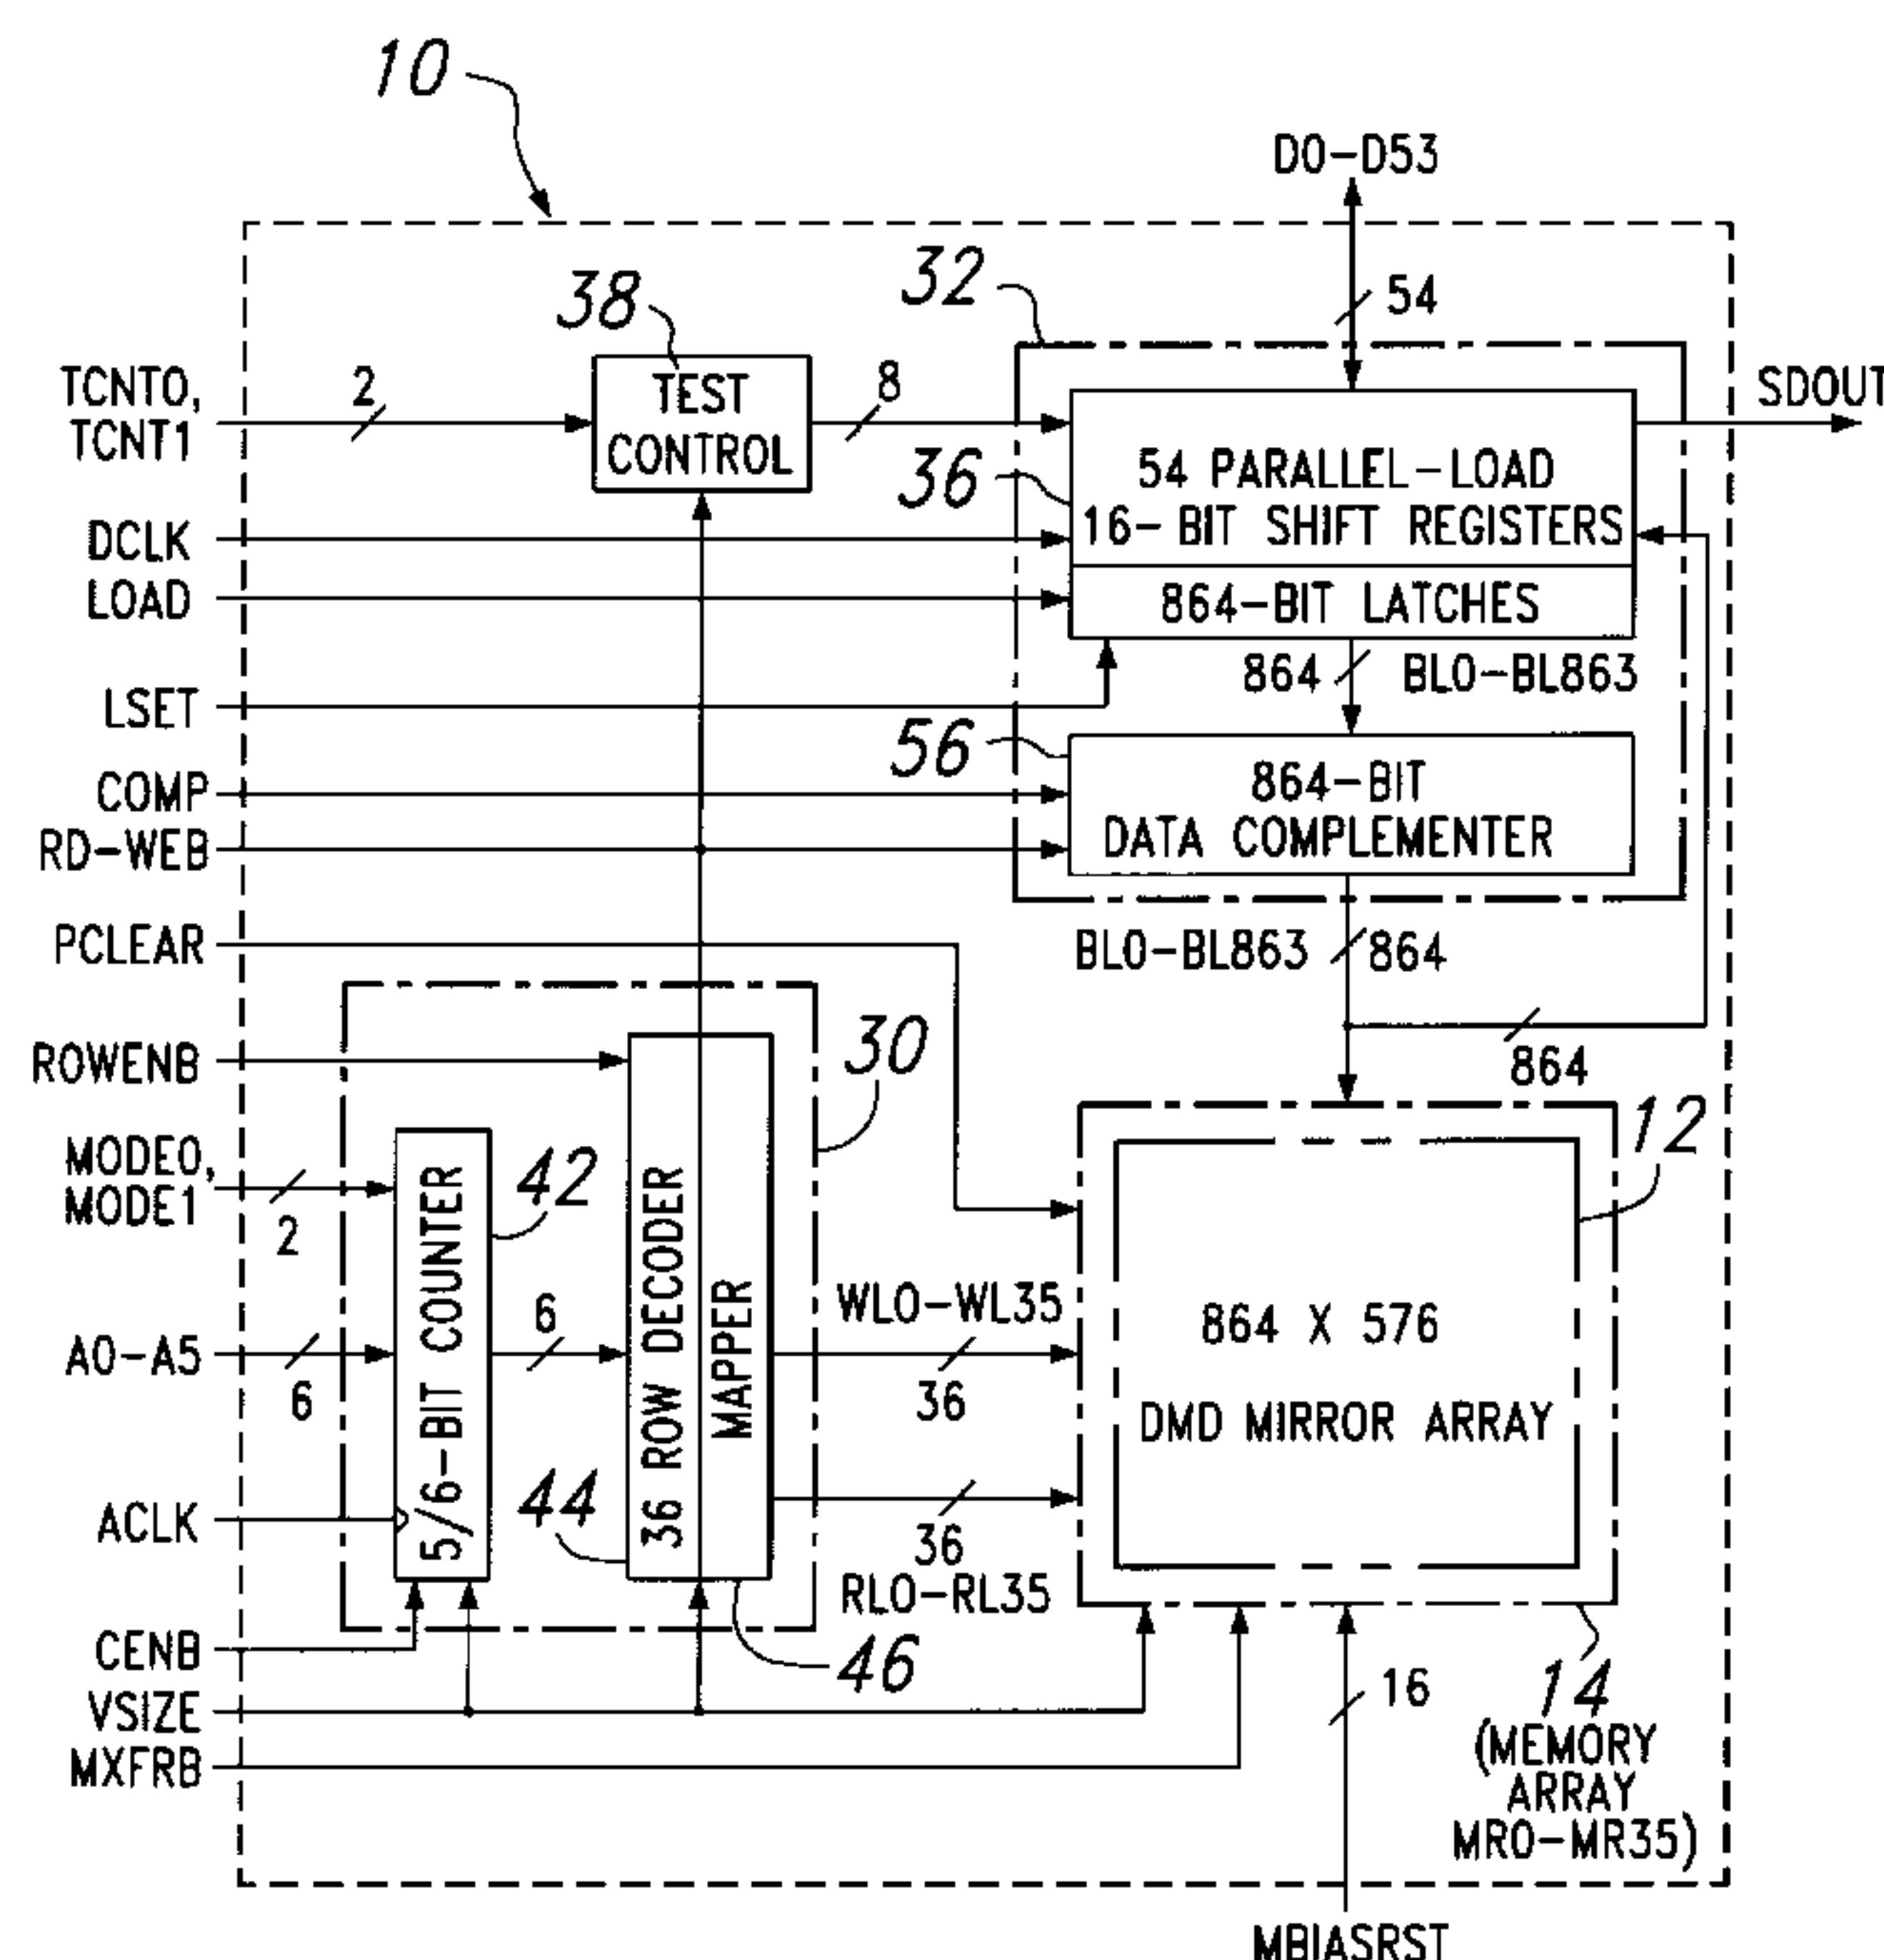 10
D0-D53
32
54
38
TCNT0,
TCNT1
2
TEST
CONTROL
8
SDOUT
36
54 PARALLEL-LOAD
16-BIT SHIFT REGISTERS
DCLK
LOAD
864-BIT LATCHES
864
BL0-BL863
LSET
56
COMP
864-BIT
DATA COMPLEMENTER
RD-WEB
PCLEAR
BL0-BL863
864
864
ROWENB
30
12
MODE0,
MODE1
2
42
5/6-BIT COUNTER
36 ROW DECODER
MAPPER
WL0-WL35
36
864 X 576
DMD MIRROR ARRAY
A0-A5
6
6
ACLK
44
36
RL0-RL35
CENB
46
VSIZE
16
14
(MEMORY
ARRAY
MR0-MR35)
MXFRB
MBIASRST